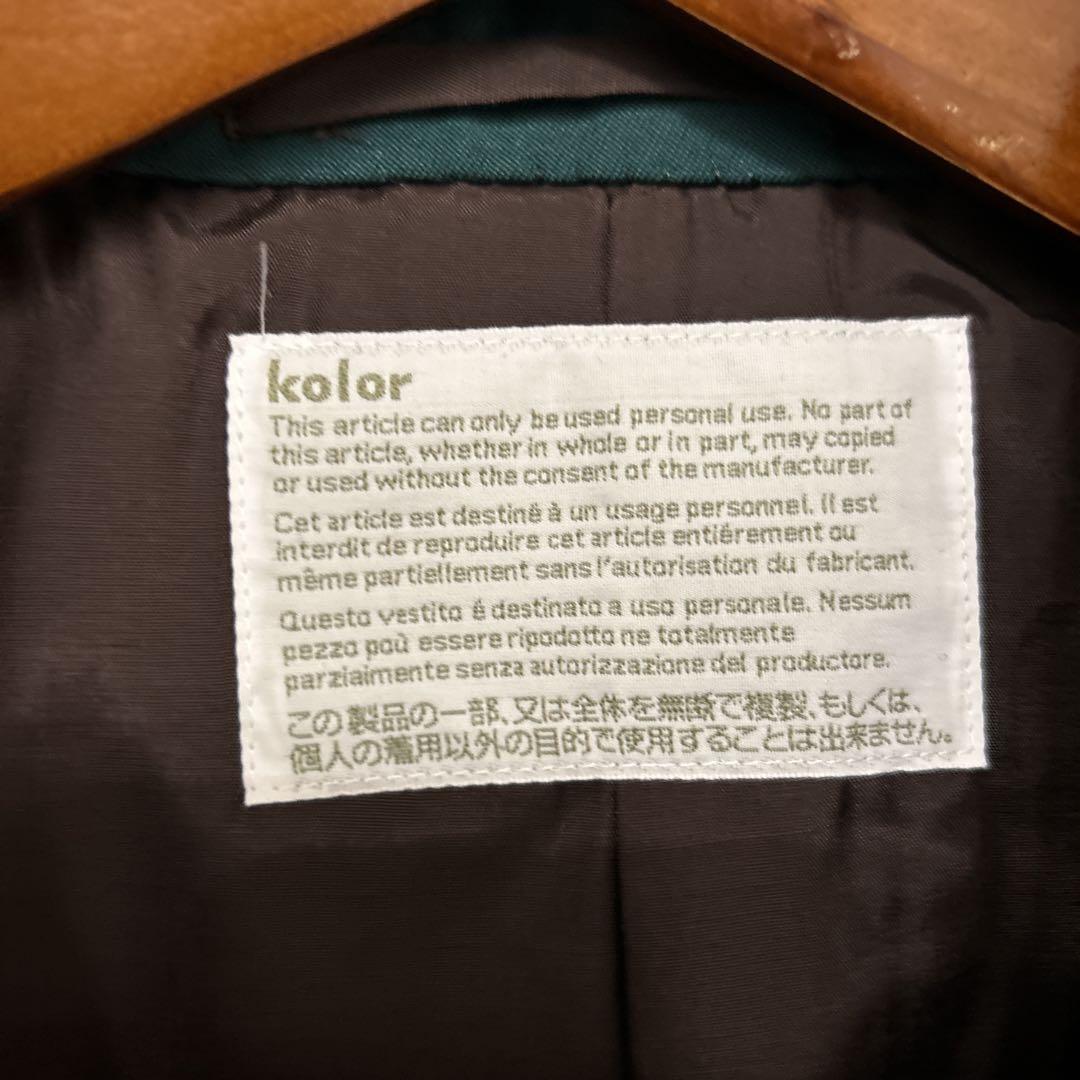 kolor
This article can only be used personal use. No part of
this article, whether in whole or in part, may copied
or used without the consent of the manufacturer.
Cet article est destiné à un usage personnel. Il est
interdit de reproduire cet article entiérement ou
même partiellement sans l'autorisation du fabricant.
Questo vestito é destinato a uso personale. Nessum
pezzo poù essere ripodotto ne totalmente
parzialmente senza autorizzazione del productore.
この製品の一部、又は全体を無断で複製、もしくは、
個人の着用以外の目的で使用することは出来ません。